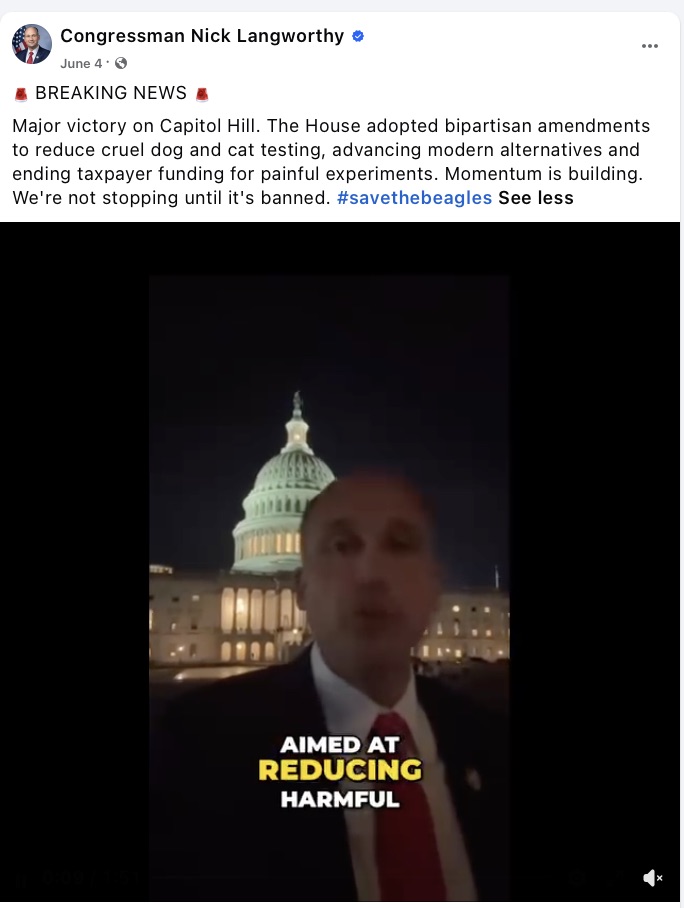 Congressman Nick Langworthy
June 4 ·
BREAKING NEWS
Major victory on Capitol Hill. The House adopted bipartisan amendments
to reduce cruel dog and cat testing, advancing modern alternatives and
ending taxpayer funding for painful experiments. Momentum is building.
We're not stopping until it's banned. #savethebeagles See less
AIMED AT
REDUCING
HARMFUL